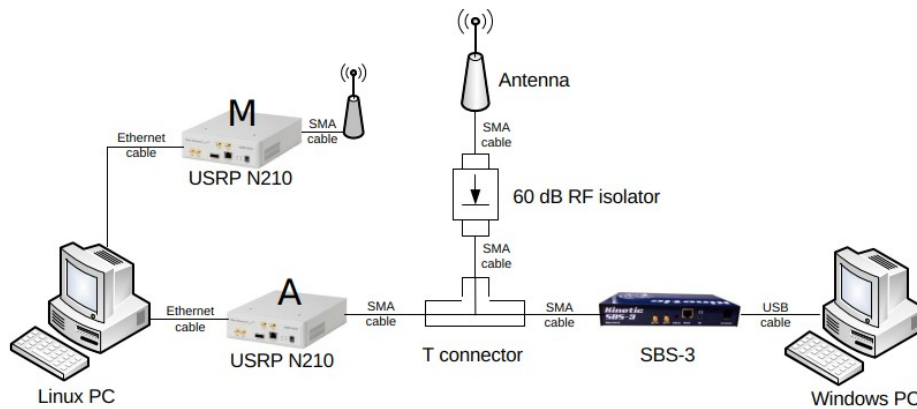 Antenna
M
Ethernet
cable
SMA
cable
USRP N210
SMA
cable
60 dB RF isolator
SMA
cable
Ethernet
cable
A
USRP N210
SMA
cable
T connector
SMA
cable
Kinetic
SBS-3
SBS-3
USB
cable
Linux PC
Windows PC